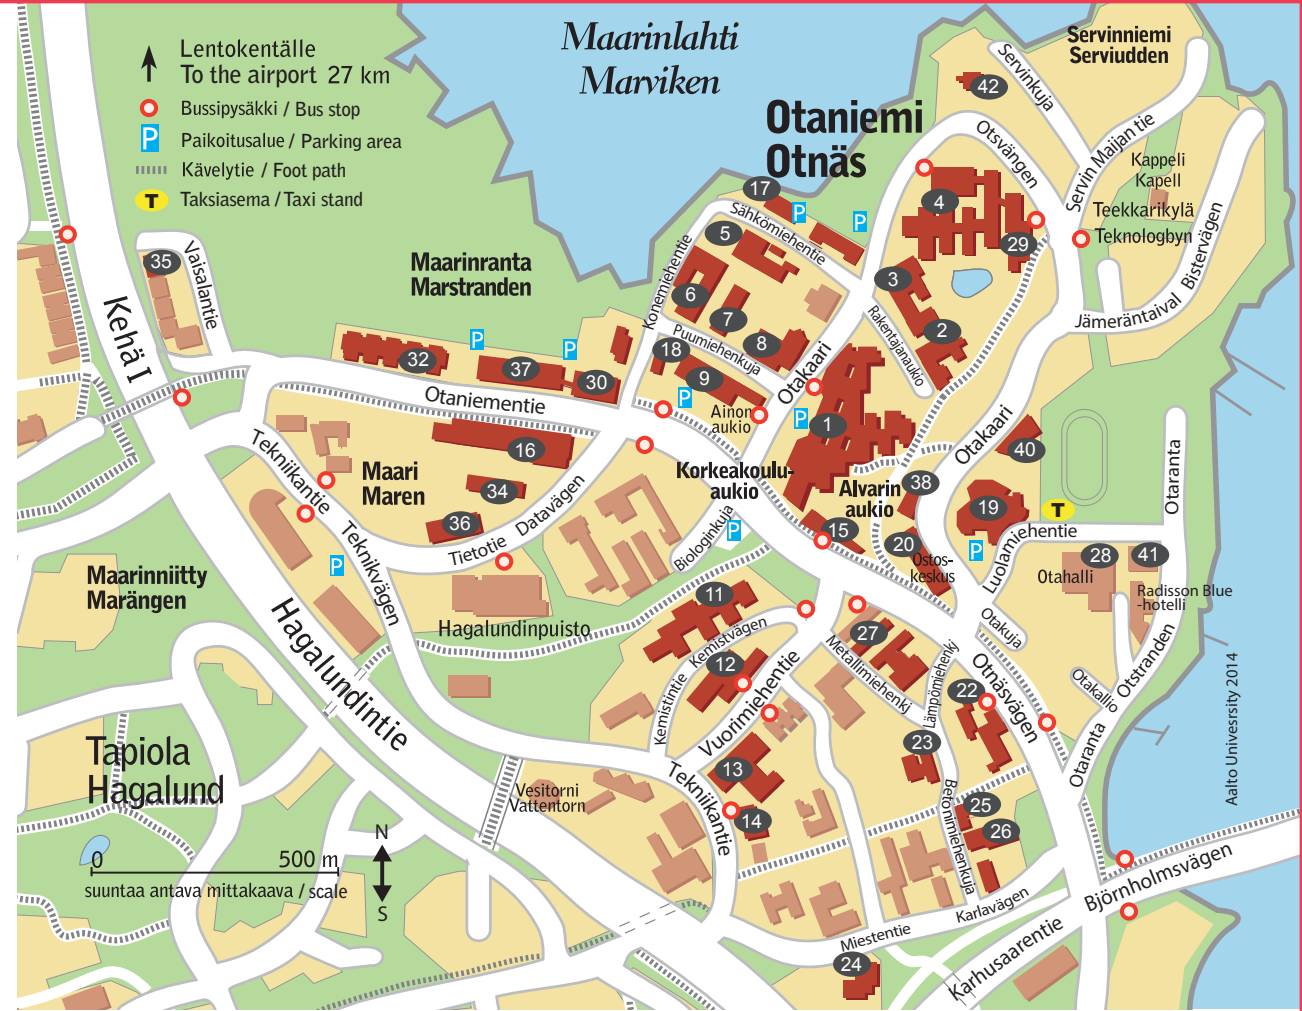 Maarinlahti
Marviken
Servinniemi
Serviudden
Lentokentälle
To the airport 27 km
Bussipysäkki / Bus stop
P
Paikoitusalue / Parking area
Kävelytie / Foot path
T
Taksiasema / Taxi stand
Otaniemi
Otnäs
Servinkuja
42
Otsvängen
Servin Maijan tie
Kappeli
Kapell
Teekkarikylä
Teknologbyn
Bistervägen
Jämeräntaival
17
P
P
4
29
5
Sähkömiehentie
Konemiehentie
3
2
Rakentajanaukio
6
7
8
Puumiehenkuja
18
9
P
Ainon
aukio
Otakaari
P
1
35
Vaisalantie
Kehä I
Maarinranta
Marstranden
32
P
37
P
30
Otaniementie
16
Maari
Maren
34
36
Tekniikantie
Teknikvägen
P
Tietotie
Datavägen
Korkeakoulu-
aukio
Biologinkuja
P
Alvarin
aukio
38
Otakaari
40
15
20
19
T
P
Ostos-
keskus
Luolamiehentie
Otaranta
28
41
Otahalli
Radisson Blue
-hotelli
Maarinniitty
Marängen
Hagalundintie
Hagalundinpuisto
11
Kemistvägen
12
Kemistintie
Vuorimiehentie
27
Metallimiehenkj
Lämpömiehenkj
Otakuja
Otnäsvägen
22
Otakallio
Otstranden
Otaranta
Aalto Univesrsity 2014
Tapiola
Hagalund
Vesitorni
Vattentorn
13
14
Tekniikantie
23
Betonimiehenkuja
25
26
N
S
0
500 m
suuntaa antava mittakaava / scale
Karlavägen
Miestentie
24
Karhusaarentie
Björnholmsvägen